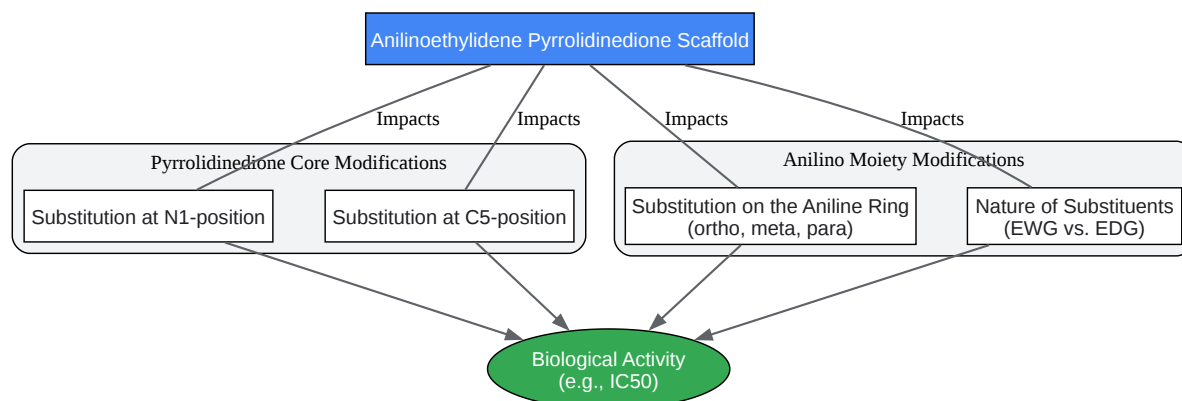 Anilinoethylidene Pyrrolidinedione Scaffold
Impacts
Impacts
Impacts
Impacts
Pyrrolidinedione Core Modifications
Anilino Moiety Modifications
Substitution at N1-position
Substitution at C5-position
Substitution on the Aniline Ring
(ortho, meta, para)
Nature of Substituents
(EWG vs. EDG)
Biological Activity
(e.g., IC50)